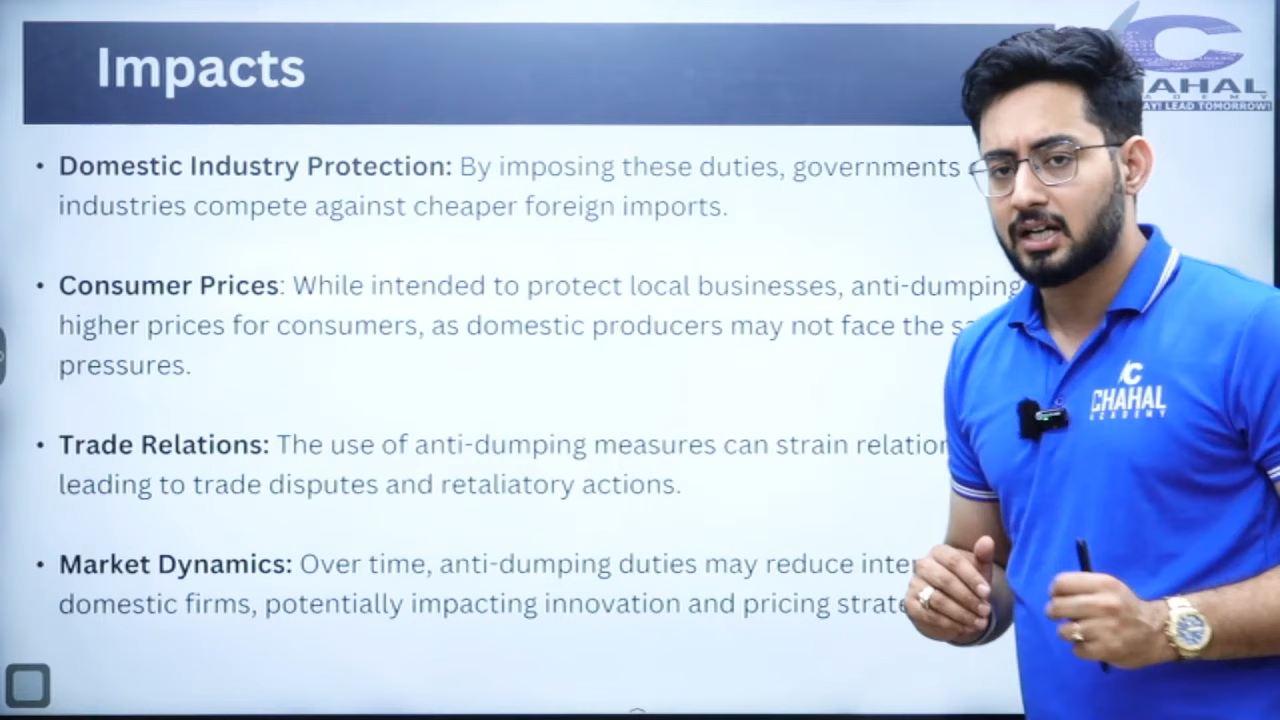 Impacts
• Domestic Industry Protection: By imposing these duties, governments
industries compete against cheaper foreign imports.
• Consumer Prices: While intended to protect local businesses, anti-dumping
higher prices for consumers, as domestic producers may not face the
pressures.
• Trade Relations: The use of anti-dumping measures can strain
leading to trade disputes and retaliatory actions.
• Market Dynamics: Over time, anti-dumping duties may reduce
domestic firms, potentially impacting innovation and pricing
LEAD TOMORROW!
CHAHAL
ACADEMY